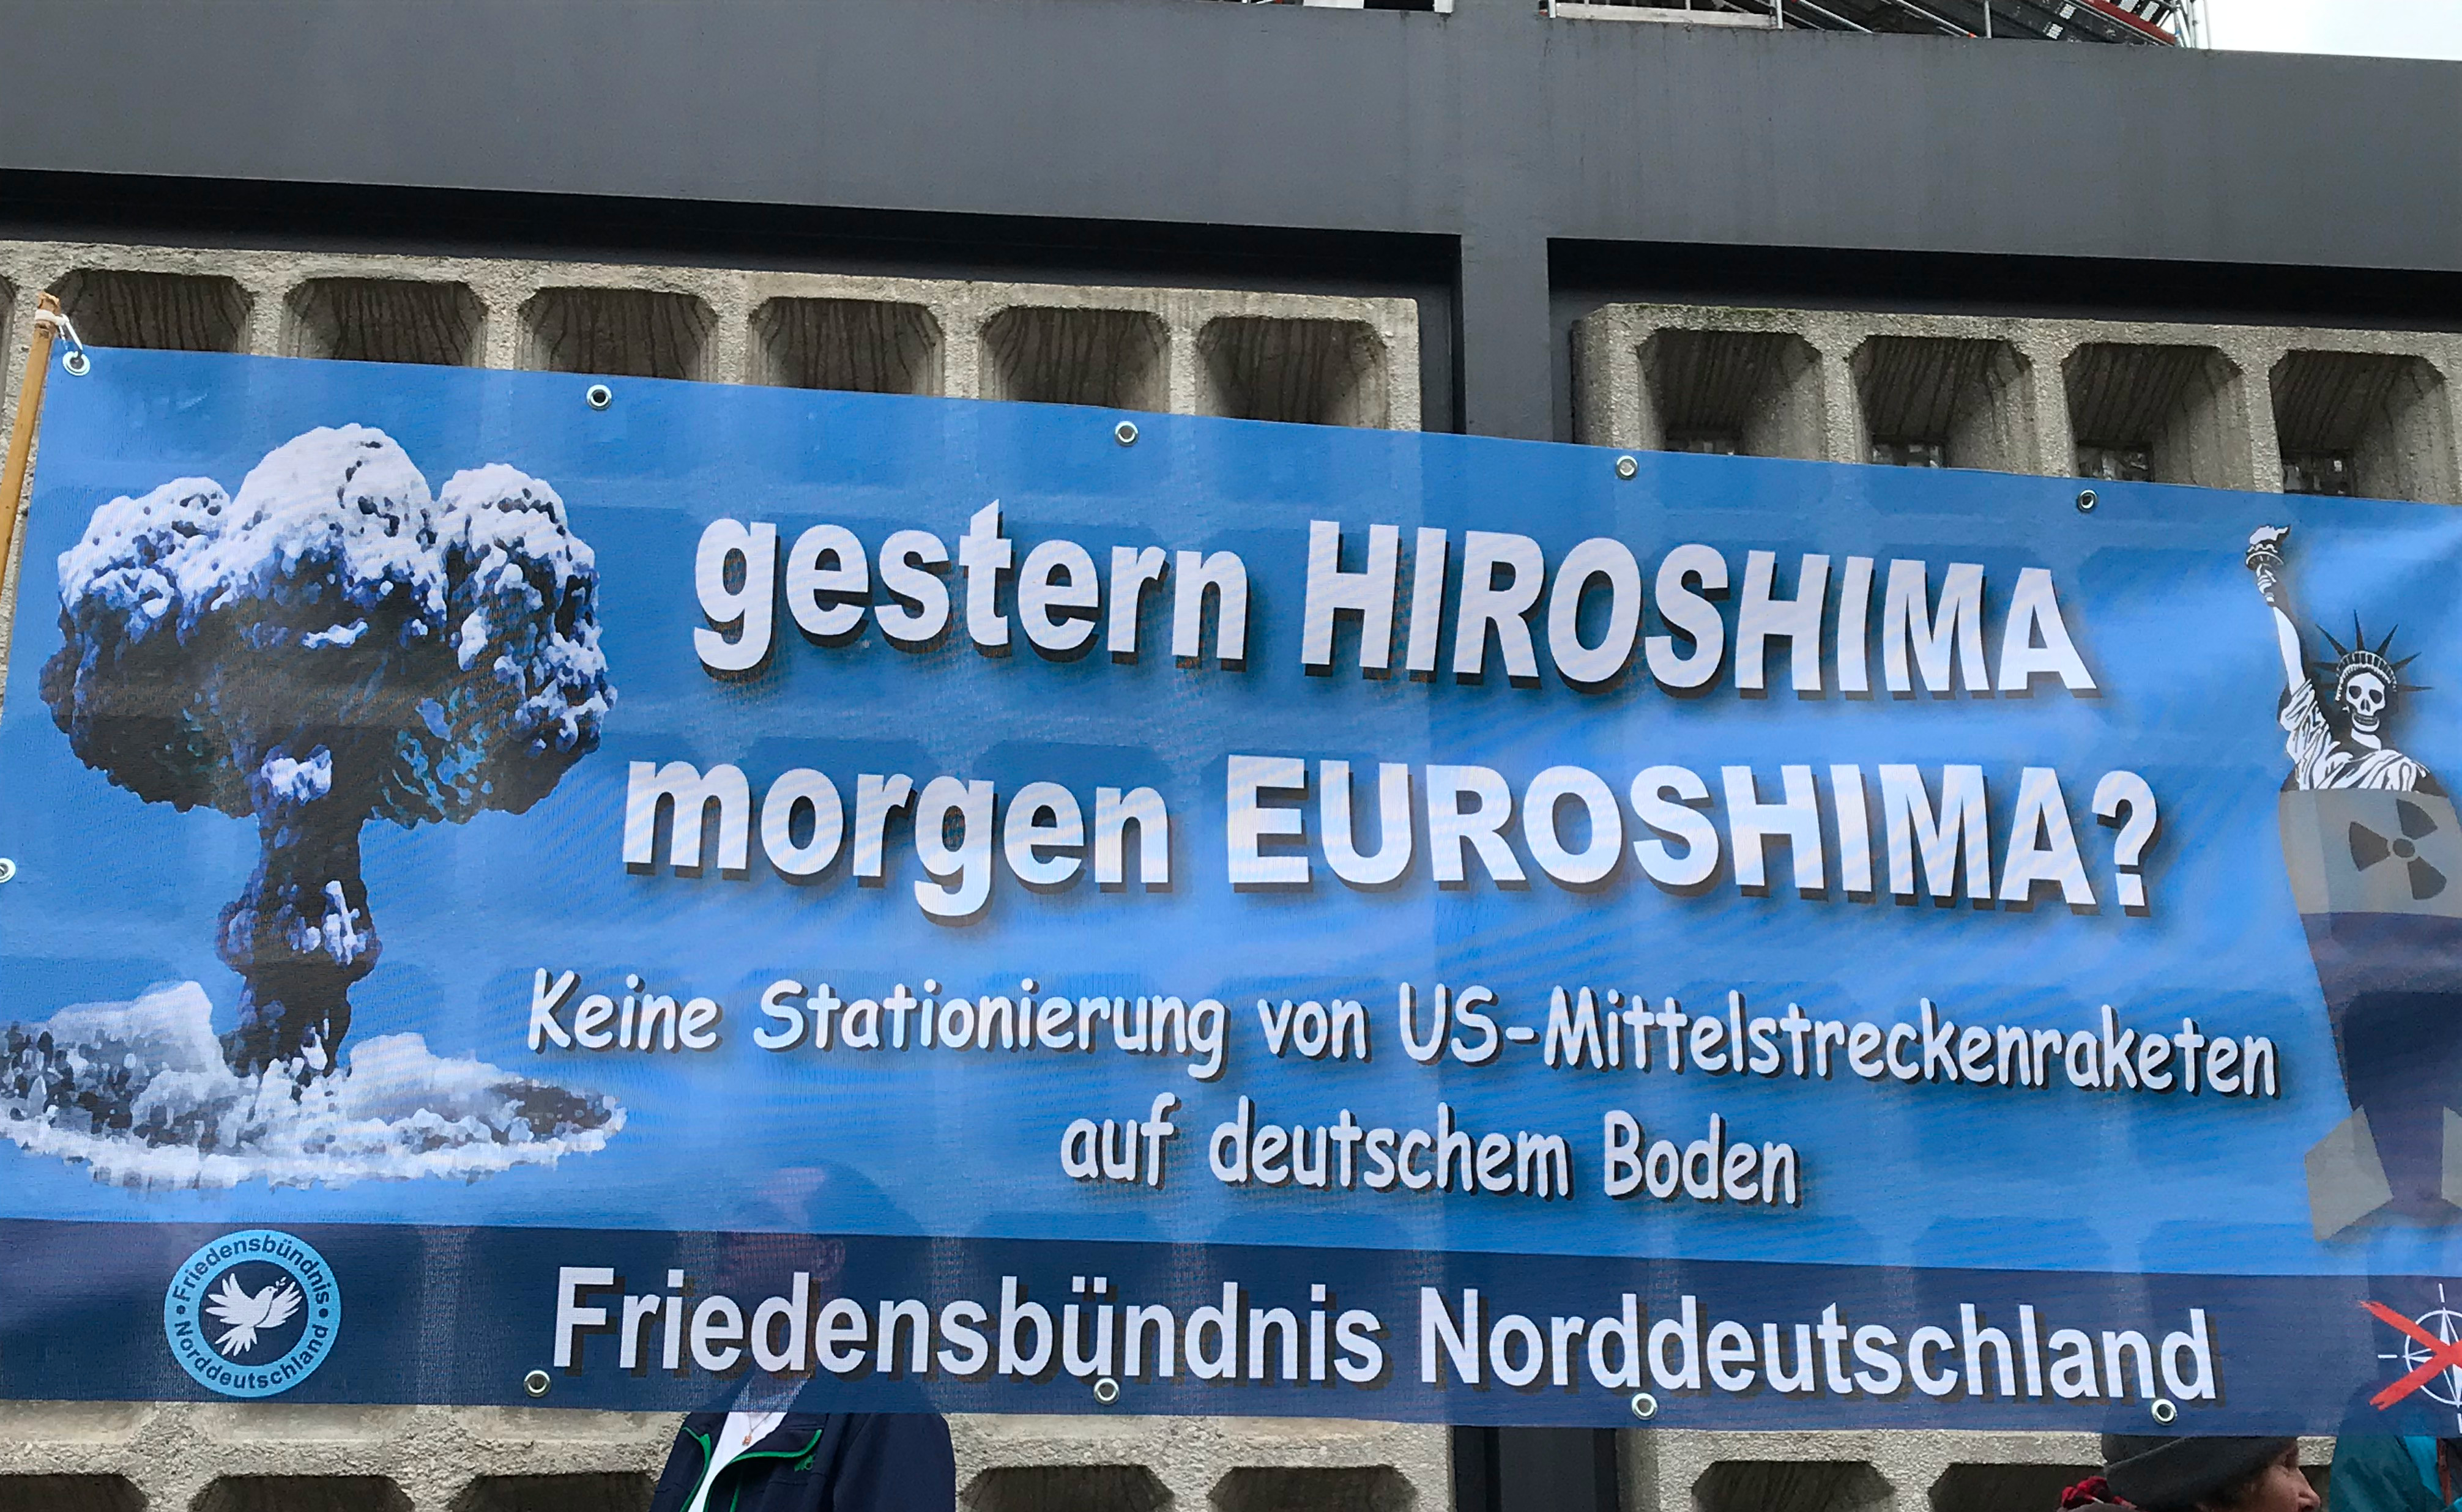 gestern HIROSHIMA
morgen EUROSHIMA?
Keine Stationierung von US-Mittelstreckenraketen
auf deutschem Boden
Friedensbündnis
Norddeutschland
Friedensbündnis Norddeutschland